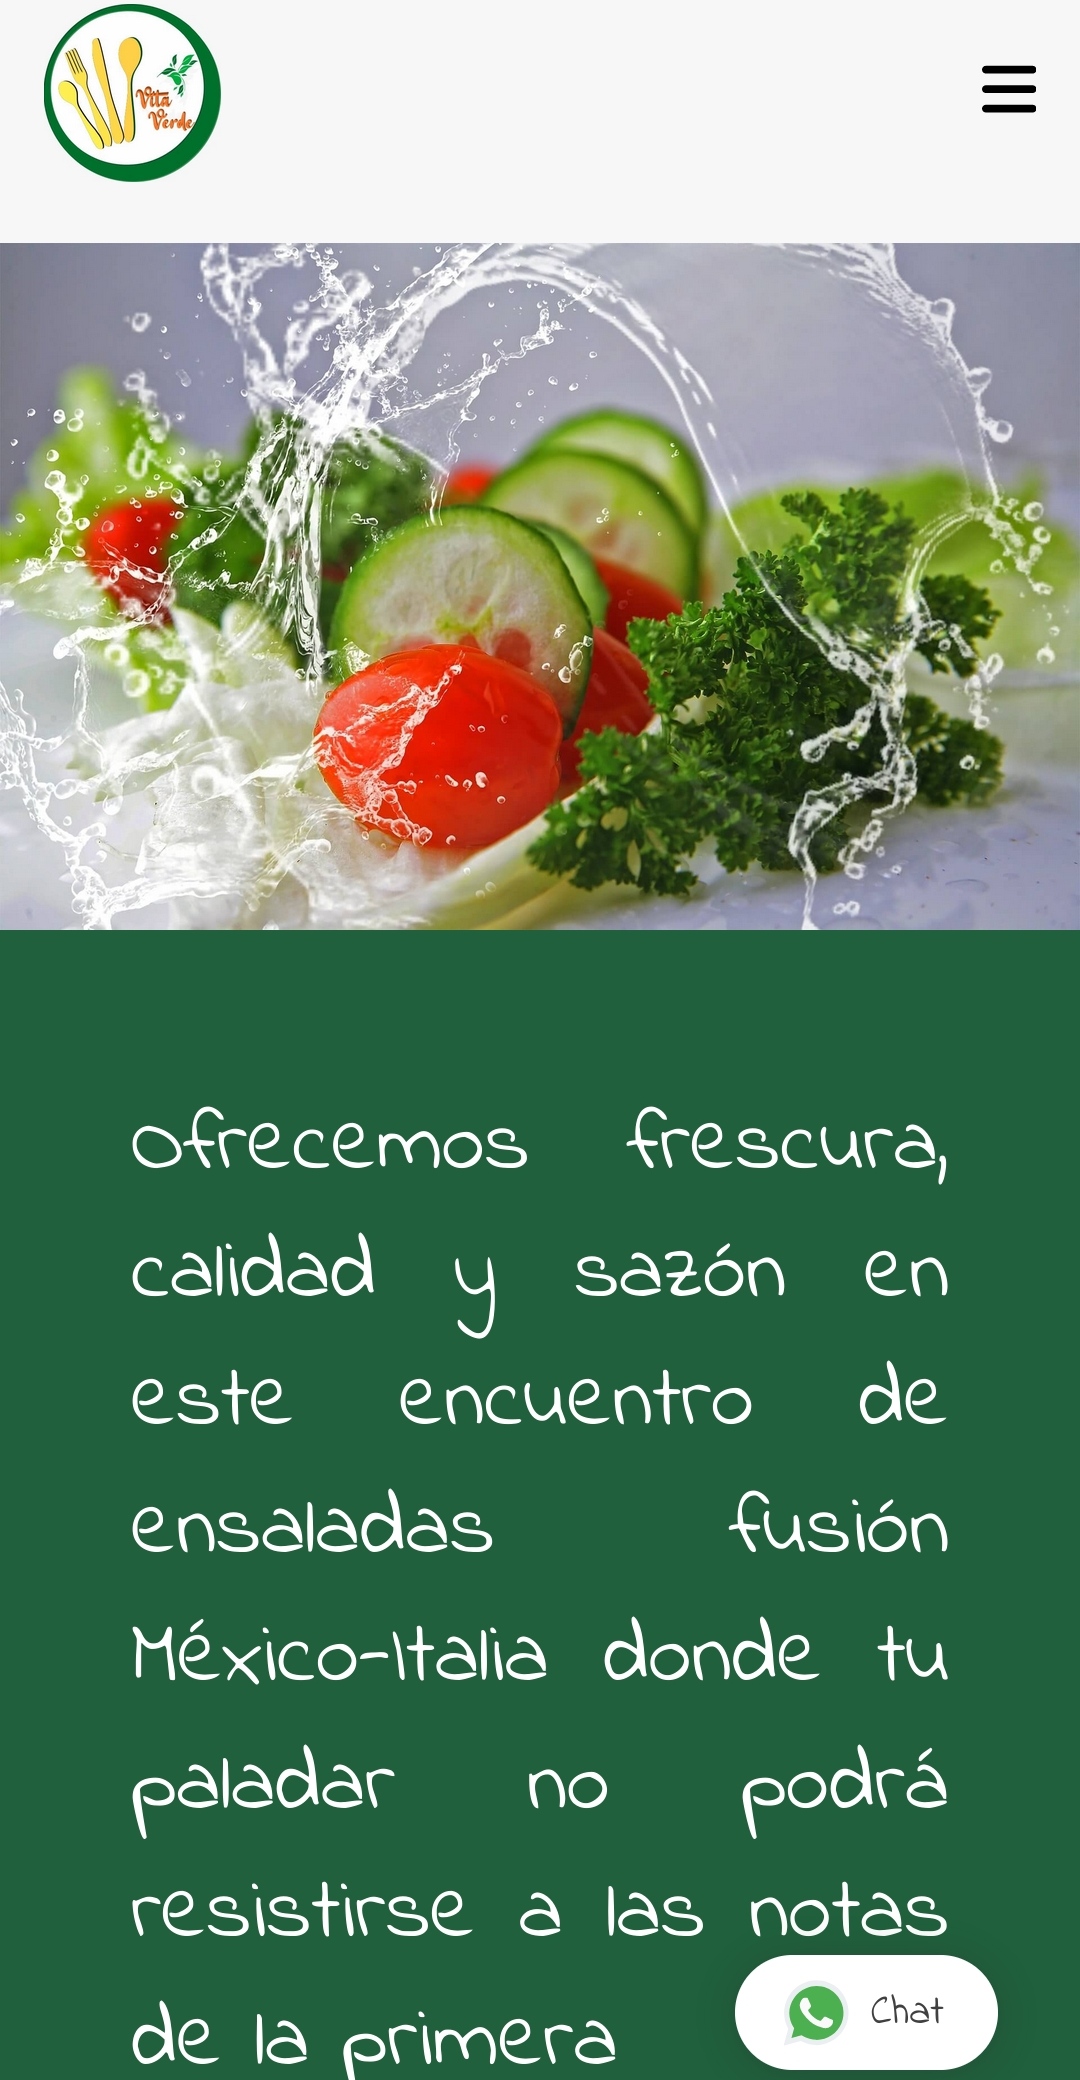 Vita
Verde
Ofrecemos frescura,
calidad y sazón en
este encuentro de
ensaladas fusión
México-Italia donde tu
paladar no podrá
resistirse a las notas
de la primera
Chat